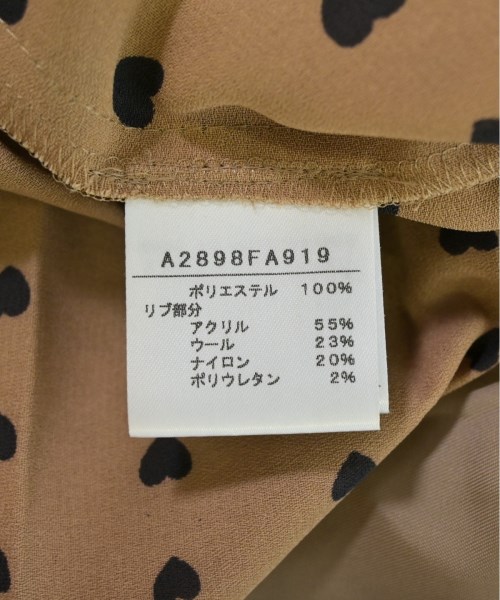 A2898FA919
ポリエステル 100%
リブ部分
アクリル 55%
ウール 23%
ナイロン 20%
ポリウレタン 2%